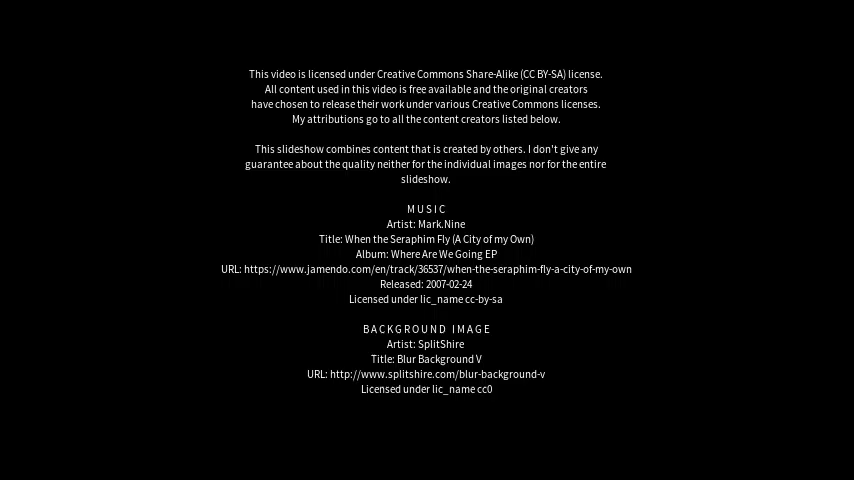 This video is licensed under Creative Commons Share-Alike (CC BY-SA) license.
All content used in this video is free available and the original creators
have chosen to release their work under various Creative Commons licenses.
My attributions go to all the content creators listed below.
This slideshow combines content that is created by others. I don't give any
guarantee about the quality neither for the individual images nor for the entire
slideshow.
MUSIC
Artist: Mark.Nine
Title: When the Seraphim Fly (A City of my Own)
Album: Where Are We Going EP
URL: https://www.jamendo.com/en/track/36537/when-the-seraphim-fly-a-city-of-my-own
Released: 2007-02-24
Licensed under lic_name cc-by-sa
BACKGROUND IMAGE
Artist: SplitShire
Title: Blur Background V
URL: http://www.splitshire.com/blur-background-v
Licensed under lic_name cc0